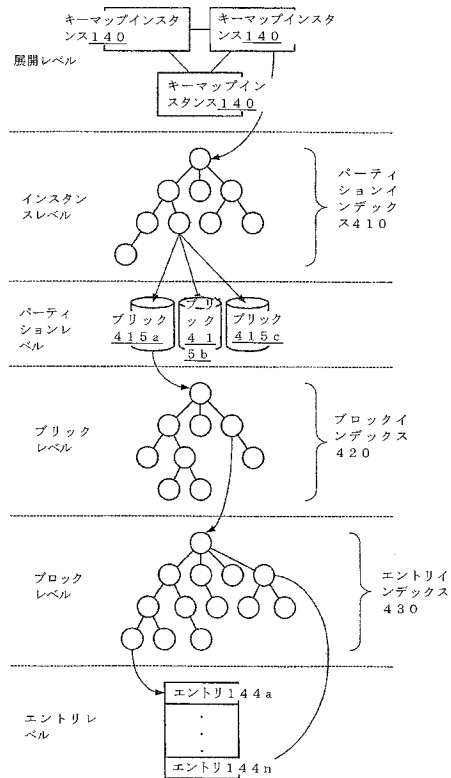 キーマップインスタ
ンス140
キーマップインスタ
ンス140
展開レベル
キーマップイン
スタンス140
インスタン
スレベル
パーティ
ションイ
ンデック
ス410
パーティ
ションレ
ベル
ブリック
415a
ブリ
ック
41
5b
ブリック
415c
ブリック
レベル
ブロックイ
ンデックス
420
ブロック
レベル
エントリイ
ンデックス
430
エントリレ
ベル
エントリ144a
エントリ144n